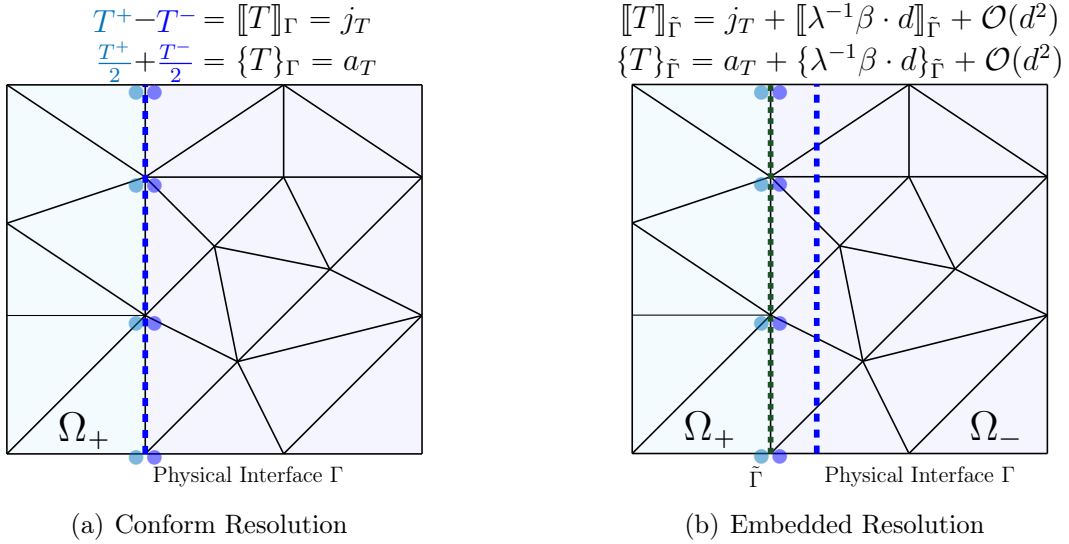 T⁺−T⁻ = ⟦T⟧_Γ = j_T
T⁺/2 + T⁻/2 = {T}_Γ = a_T
Ω₊
Physical Interface Γ
(a) Conform Resolution
⟦T⟧_Γ̃ = j_T + ⟦λ⁻¹β · d⟧_Γ̃ + 𝒪(d²)
{T}_Γ̃ = a_T + {λ⁻¹β · d}_Γ̃ + 𝒪(d²)
Ω₊
Ω₋
Γ̃
Physical Interface Γ
(b) Embedded Resolution